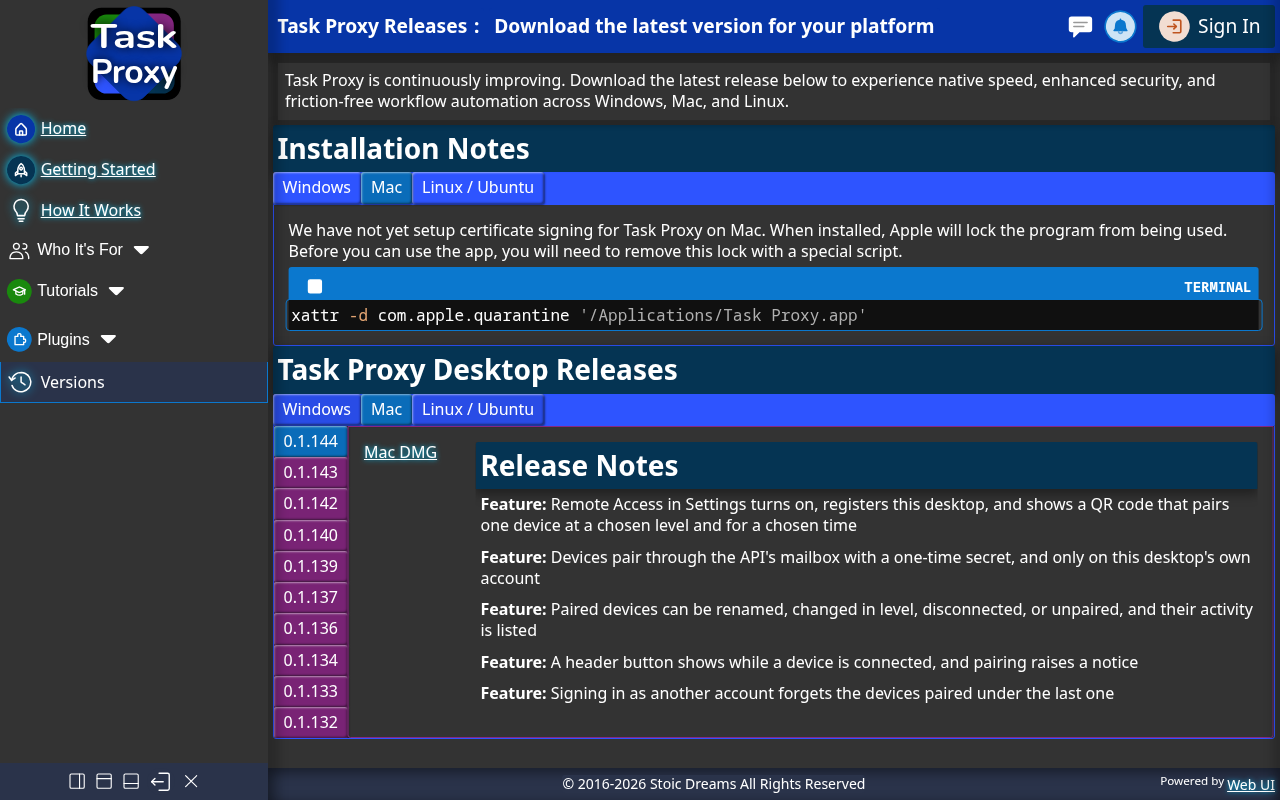 Task Proxy
Home
Getting Started
How It Works
Who It's For
Tutorials
Plugins
Versions
Task Proxy Releases : Download the latest version for your platform
Sign In
Task Proxy is continuously improving. Download the latest release below to experience native speed, enhanced security, and
friction-free workflow automation across Windows, Mac, and Linux.
Installation Notes
Windows Mac Linux / Ubuntu
We have not yet setup certificate signing for Task Proxy on Mac. When installed, Apple will lock the program from being used.
Before you can use the app, you will need to remove this lock with a special script.
TERMINAL
xattr -d com.apple.quarantine '/Applications/Task Proxy.app'
Task Proxy Desktop Releases
Windows Mac Linux / Ubuntu
0.1.144
0.1.143
0.1.142
0.1.140
0.1.139
0.1.137
0.1.136
0.1.134
0.1.133
0.1.132
Mac DMG
Release Notes
Feature: Remote Access in Settings turns on, registers this desktop, and shows a QR code that pairs
one device at a chosen level and for a chosen time
Feature: Devices pair through the API's mailbox with a one-time secret, and only on this desktop's own
account
Feature: Paired devices can be renamed, changed in level, disconnected, or unpaired, and their activity
is listed
Feature: A header button shows while a device is connected, and pairing raises a notice
Feature: Signing in as another account forgets the devices paired under the last one
© 2016-2026 Stoic Dreams All Rights Reserved
Powered by Web UI